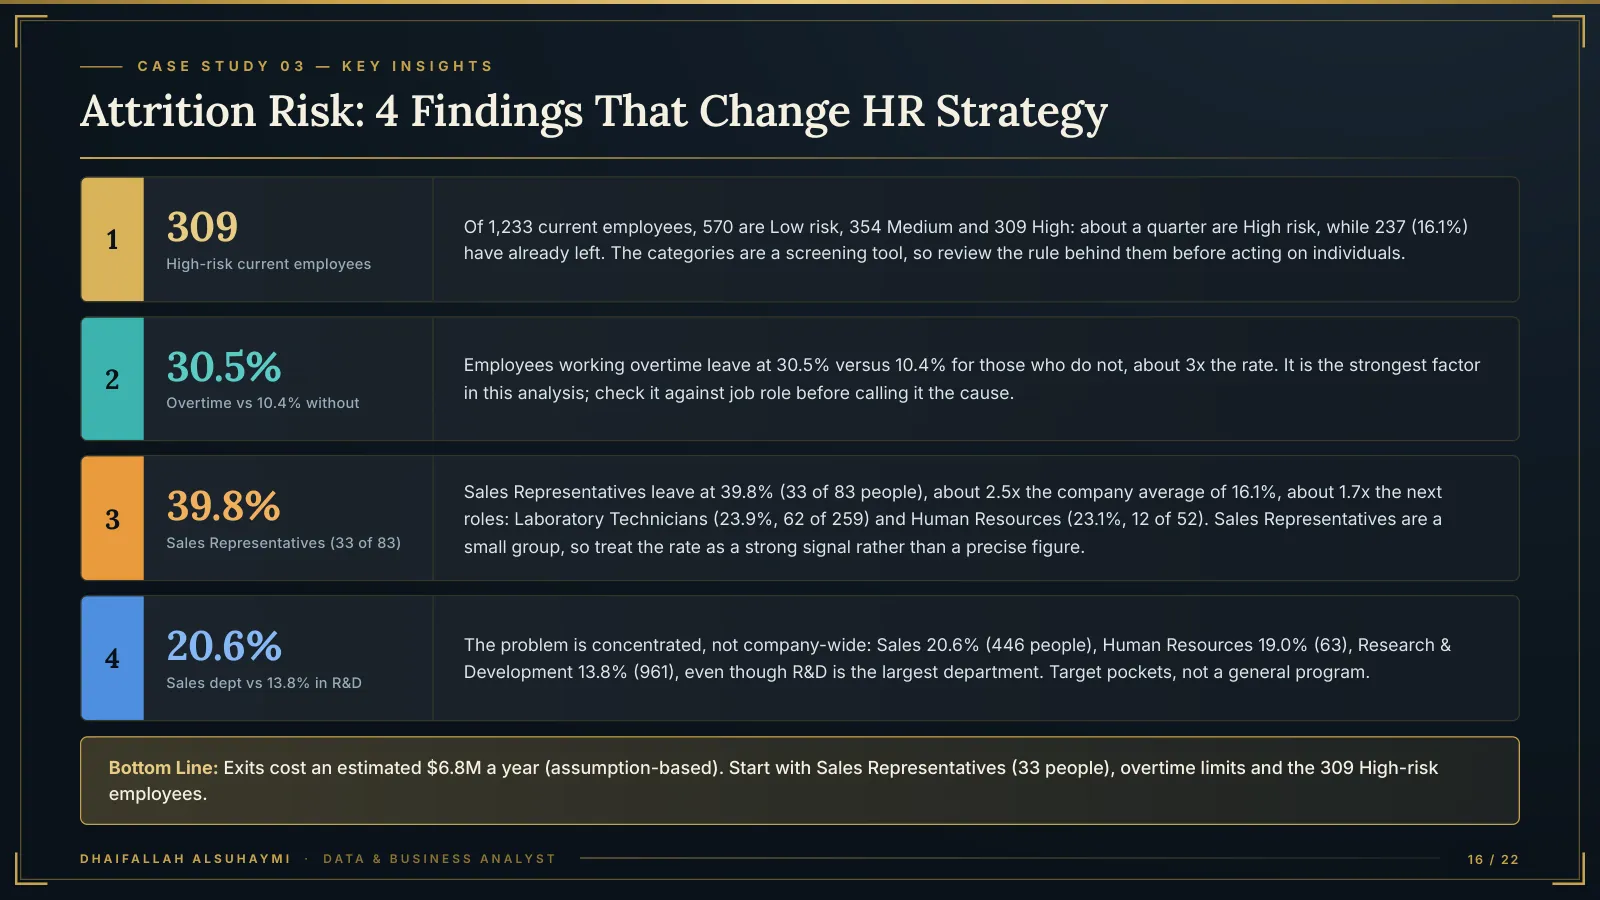 CASE STUDY 03 — KEY INSIGHTS
Attrition Risk: 4 Findings That Change HR Strategy
1
309
High-risk current employees
Of 1,233 current employees, 570 are Low risk, 354 Medium and 309 High: about a quarter are High risk, while 237 (16.1%)
have already left. The categories are a screening tool, so review the rule behind them before acting on individuals.
2
30.5%
Overtime vs 10.4% without
Employees working overtime leave at 30.5% versus 10.4% for those who do not, about 3x the rate. It is the strongest factor
in this analysis; check it against job role before calling it the cause.
3
39.8%
Sales Representatives (33 of 83)
Sales Representatives leave at 39.8% (33 of 83 people), about 2.5x the company average of 16.1%, about 1.7x the next
roles: Laboratory Technicians (23.9%, 62 of 259) and Human Resources (23.1%, 12 of 52). Sales Representatives are a
small group, so treat the rate as a strong signal rather than a precise figure.
4
20.6%
Sales dept vs 13.8% in R&D
The problem is concentrated, not company-wide: Sales 20.6% (446 people), Human Resources 19.0% (63), Research &
Development 13.8% (961), even though R&D is the largest department. Target pockets, not a general program.
Bottom Line: Exits cost an estimated $6.8M a year (assumption-based). Start with Sales Representatives (33 people), overtime limits and the 309 High-risk
employees.
DHAIFALLAH ALSUHAYMI · DATA & BUSINESS ANALYST
16 / 22